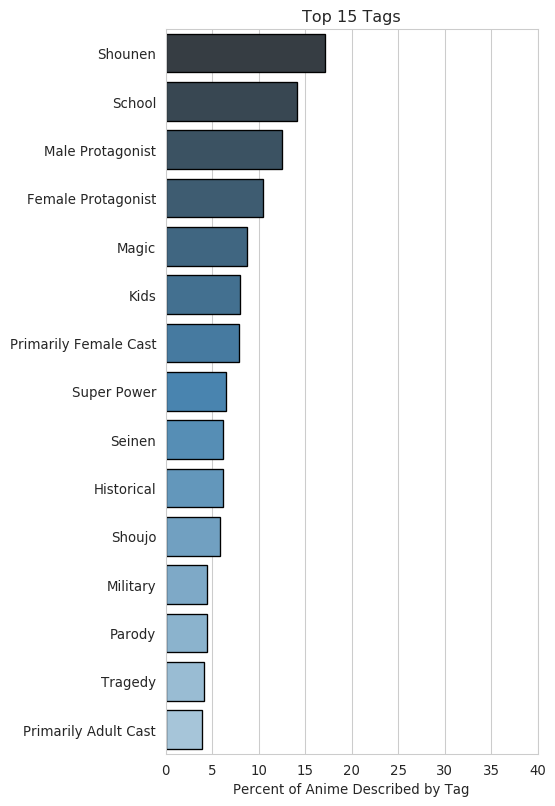 Top 15 Tags
Shounen
School
Male Protagonist
Female Protagonist
Magic
Kids
Primarily Female Cast
Super Power
Seinen
Historical
Shoujo
Military
Parody
Tragedy
Primarily Adult Cast
0 5 10 15 20 25 30 35 40
Percent of Anime Described by Tag